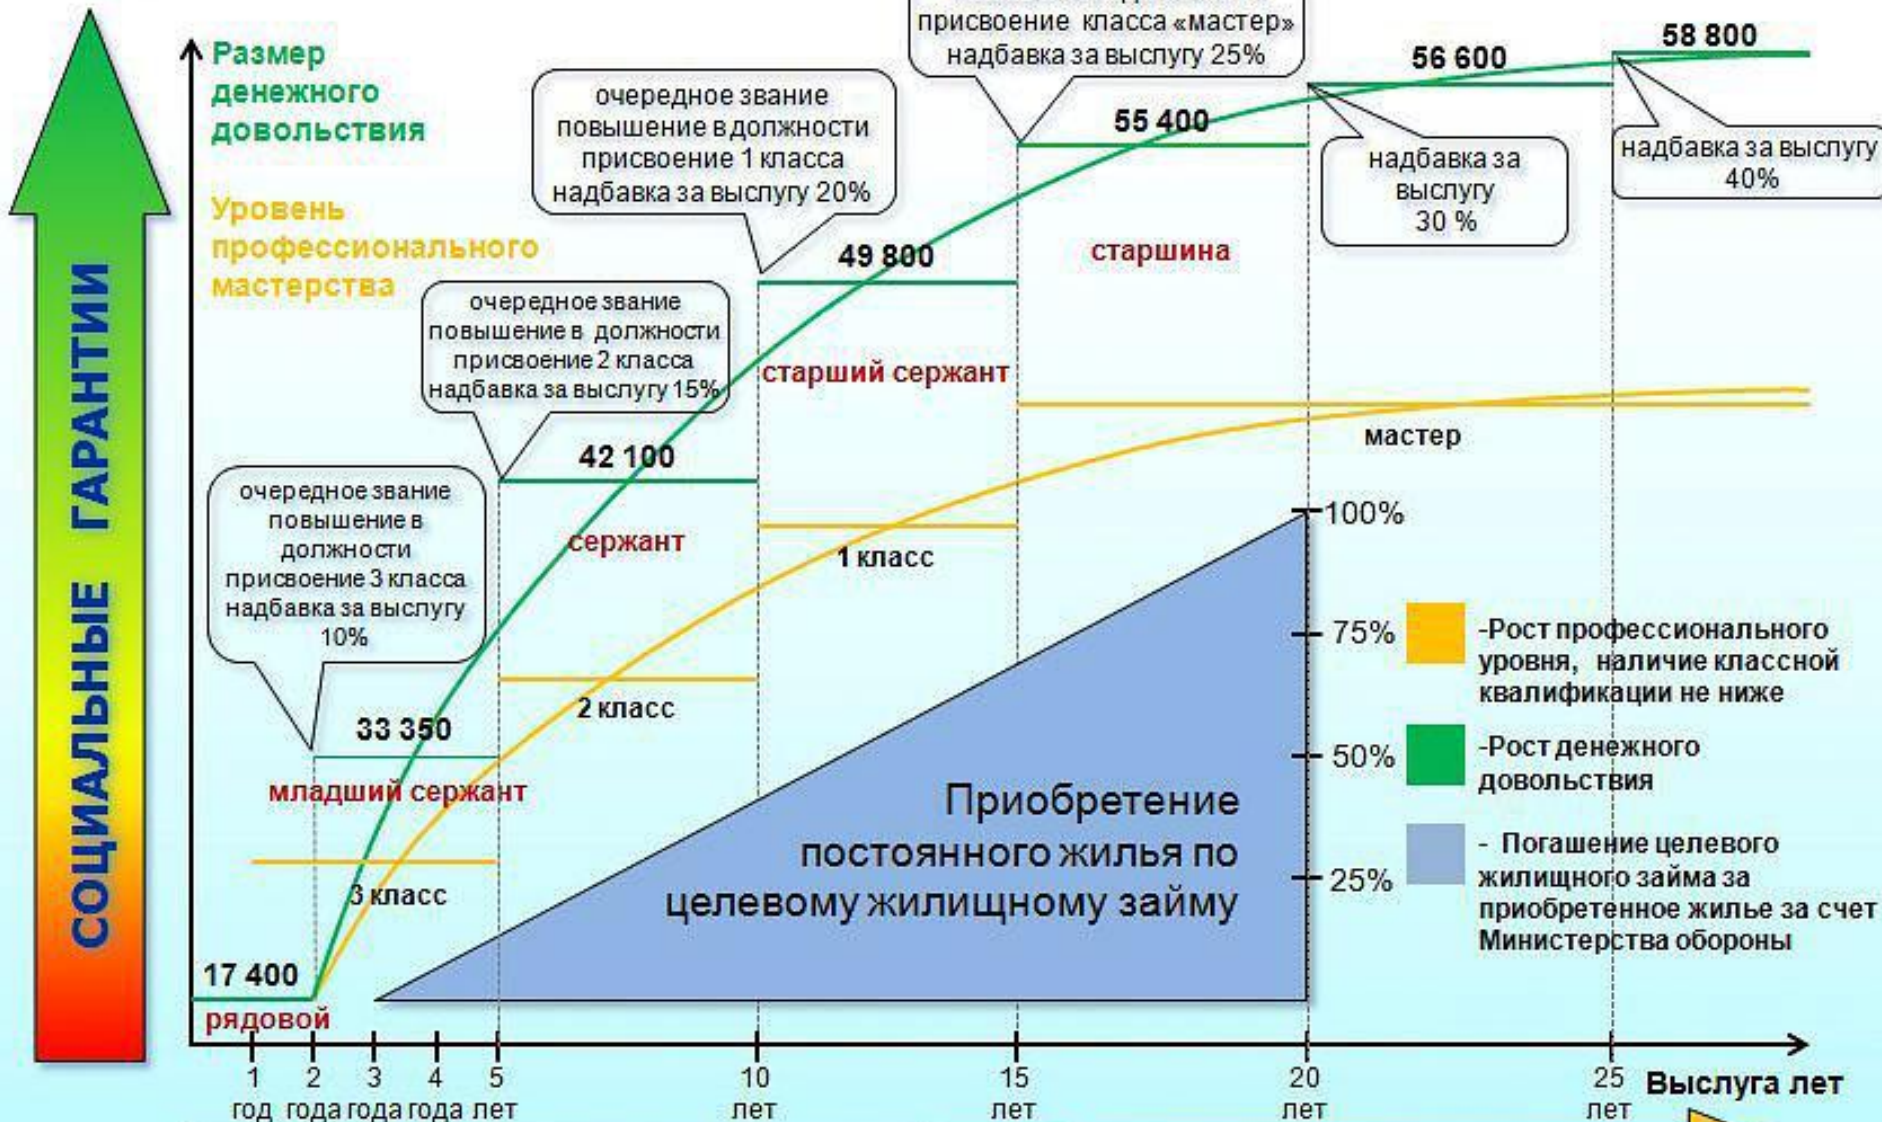 СОЦИАЛЬНЫЕ ГАРАНТИИ
Размер
денежного
довольствия
Уровень
профессионального
мастерства
присвоение класса «мастер»
надбавка за выслугу 25%
очередное звание
повышение в должности
присвоение 1 класса
надбавка за выслугу 20%
очередное звание
повышение в должности
присвоение 2 класса
надбавка за выслугу 15%
очередное звание
повышение в
должности
присвоение 3 класса
надбавка за выслугу
10%
надбавка за
выслугу
30 %
надбавка за выслугу
40%
58 800
56 600
55 400
49 800
42 100
33 350
17 400
старшина
старший сержант
сержант
младший сержант
рядовой
мастер
1 класс
2 класс
3 класс
Приобретение
постоянного жилья по
целевому жилищному займу
100%
75%
50%
25%
-Рост профессионального
уровня, наличие классной
квалификации не ниже
-Рост денежного
довольствия
- Погашение целевого
жилищного займа за
приобретенное жилье за счет
Министерства обороны
1 2 3 4 5 10 15 20 25
год года года года лет лет лет лет лет
Выслуга лет